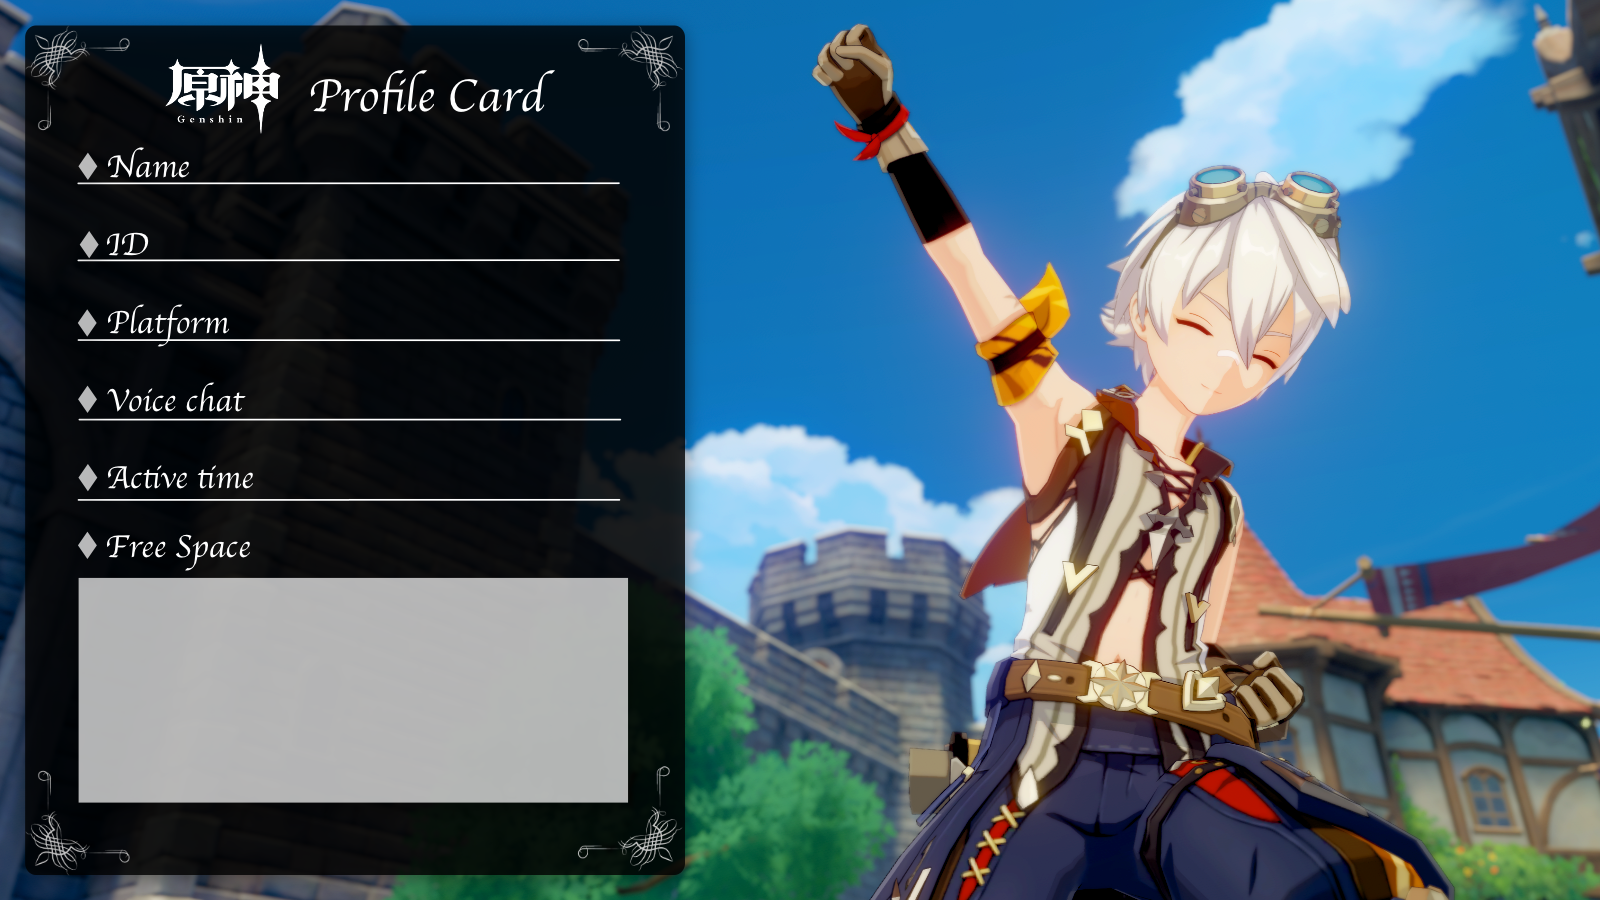 原神
Genshin
Profile Card
Name
ID
Platform
Voice chat
Active time
Free Space